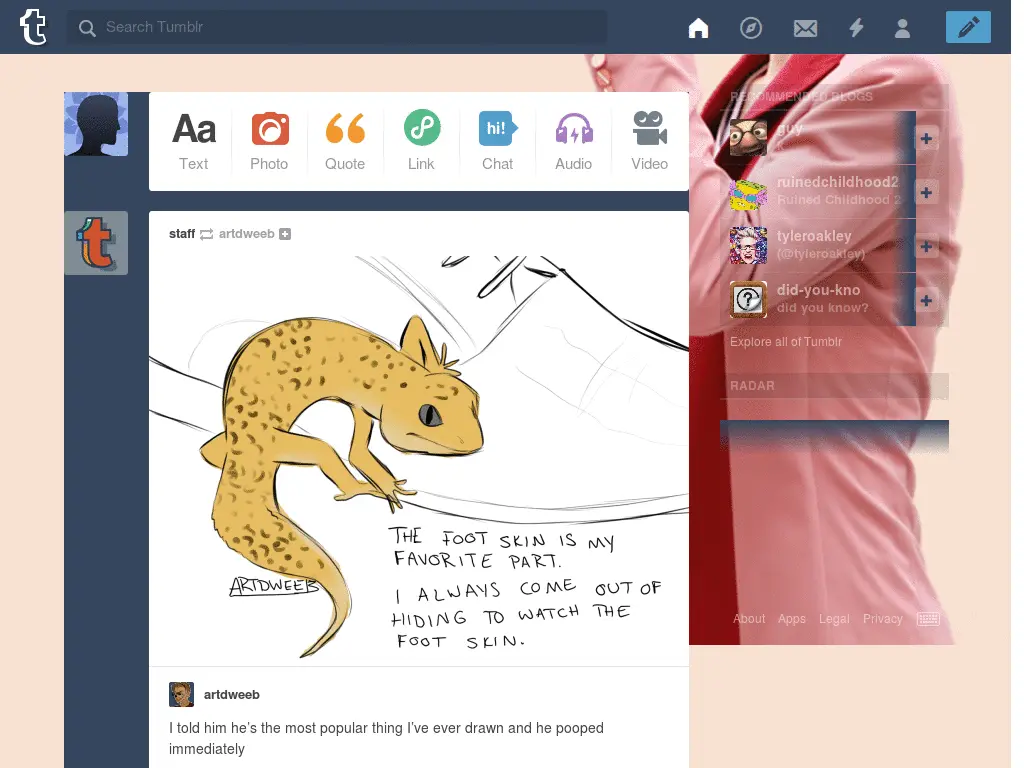 Search Tumblr
Aa
hi!
Text
Photo
Quote
Link
Chat
Audio
Video
staff artdweeb
THE FOOT SKIN IS MY
FAVORITE PART.
I ALWAYS COME OUT OF
HIDING TO WATCH THE
FOOT SKIN.
ARTDWEEB
artdweeb
I told him he's the most popular thing I've ever drawn and he pooped
immediately
RECOMMENDED BLOGS
guy
ruinedchildhood2
Ruined Childhood 2
tyleroakley
(@tyleroakley)
did-you-kno
did you know?
Explore all of Tumblr
RADAR
About Apps Legal Privacy